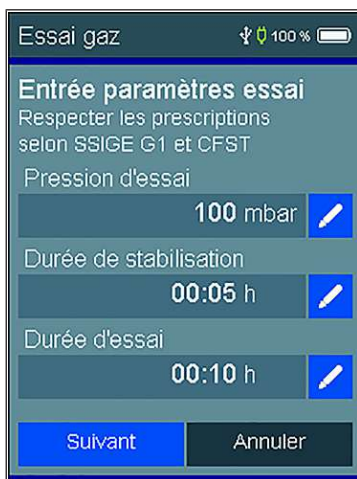 Essai gaz 100 %
Entrée paramètres essai
Respecter les prescriptions
selon SSIGE G1 et CFST
Pression d'essai
100 mbar
Durée de stabilisation
00:05 h
Durée d'essai
00:10 h
Suivant Annuler